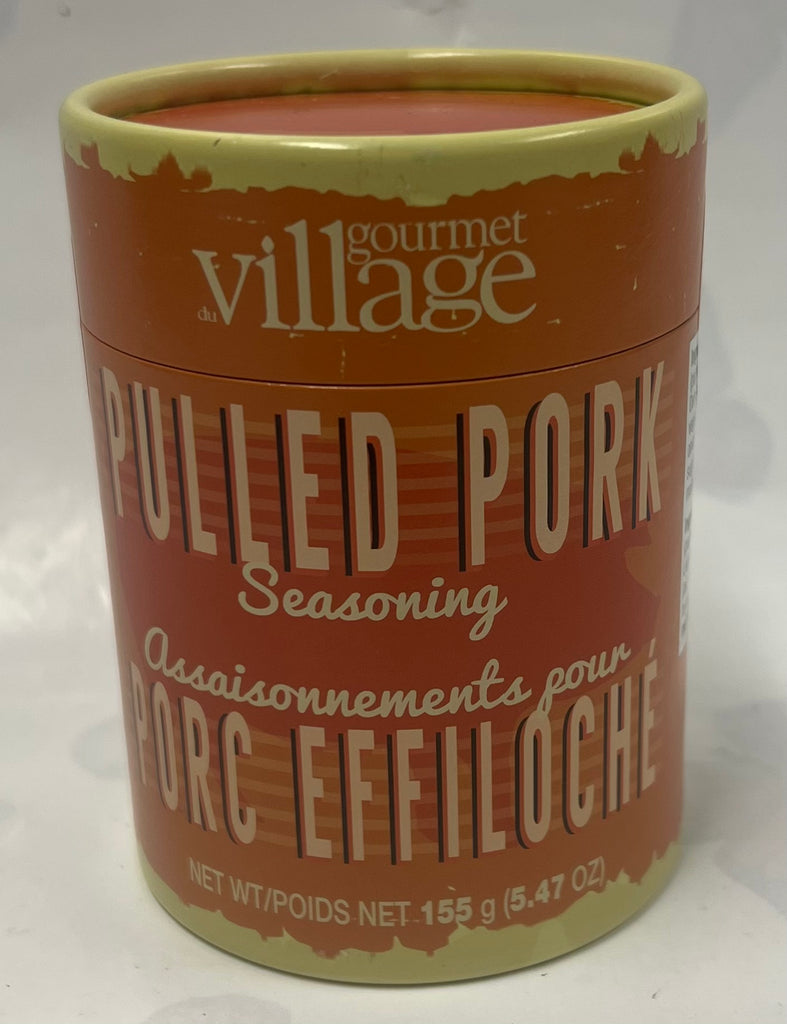 gourmet
du village
PULLED PORK
Seasoning
Assaisonnements pour
PORC EFFILOCHÉ
NET WT/POIDS NET 155 g (5.47 OZ)